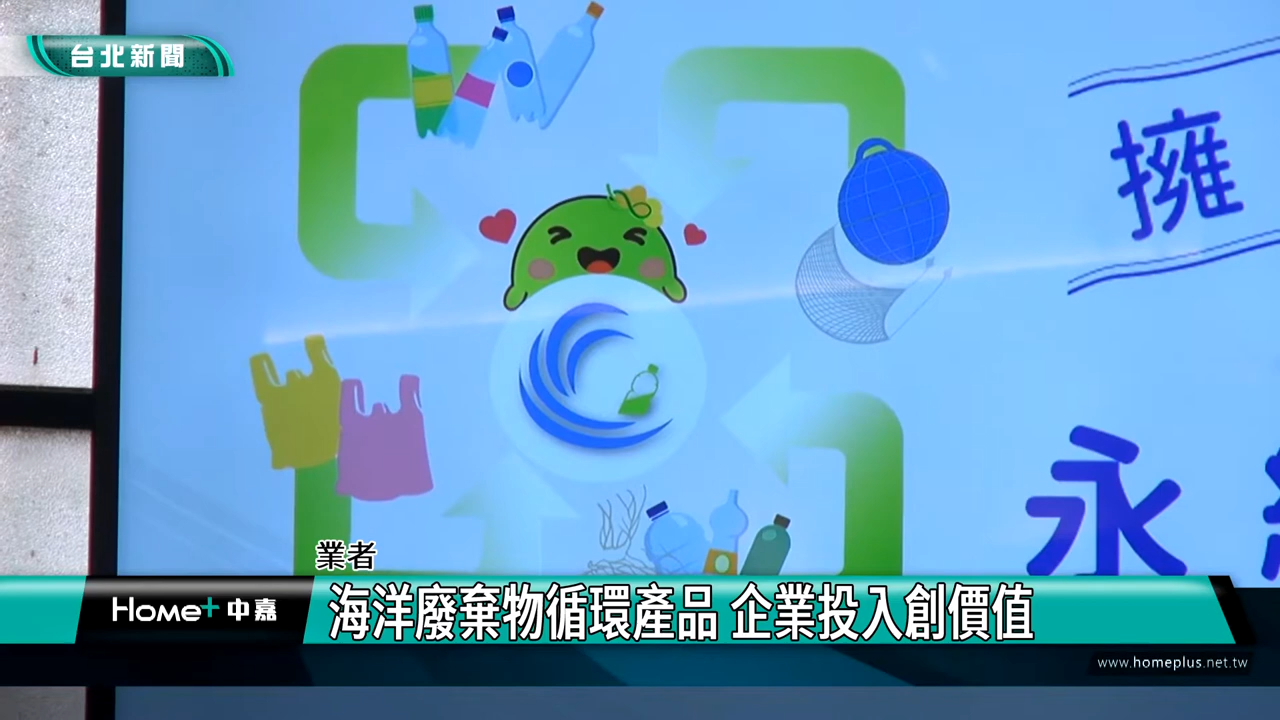 台北新聞
擁
永
業者
Home+中嘉
海洋廢棄物循環產品 企業投入創價值
www.homeplus.net.tw